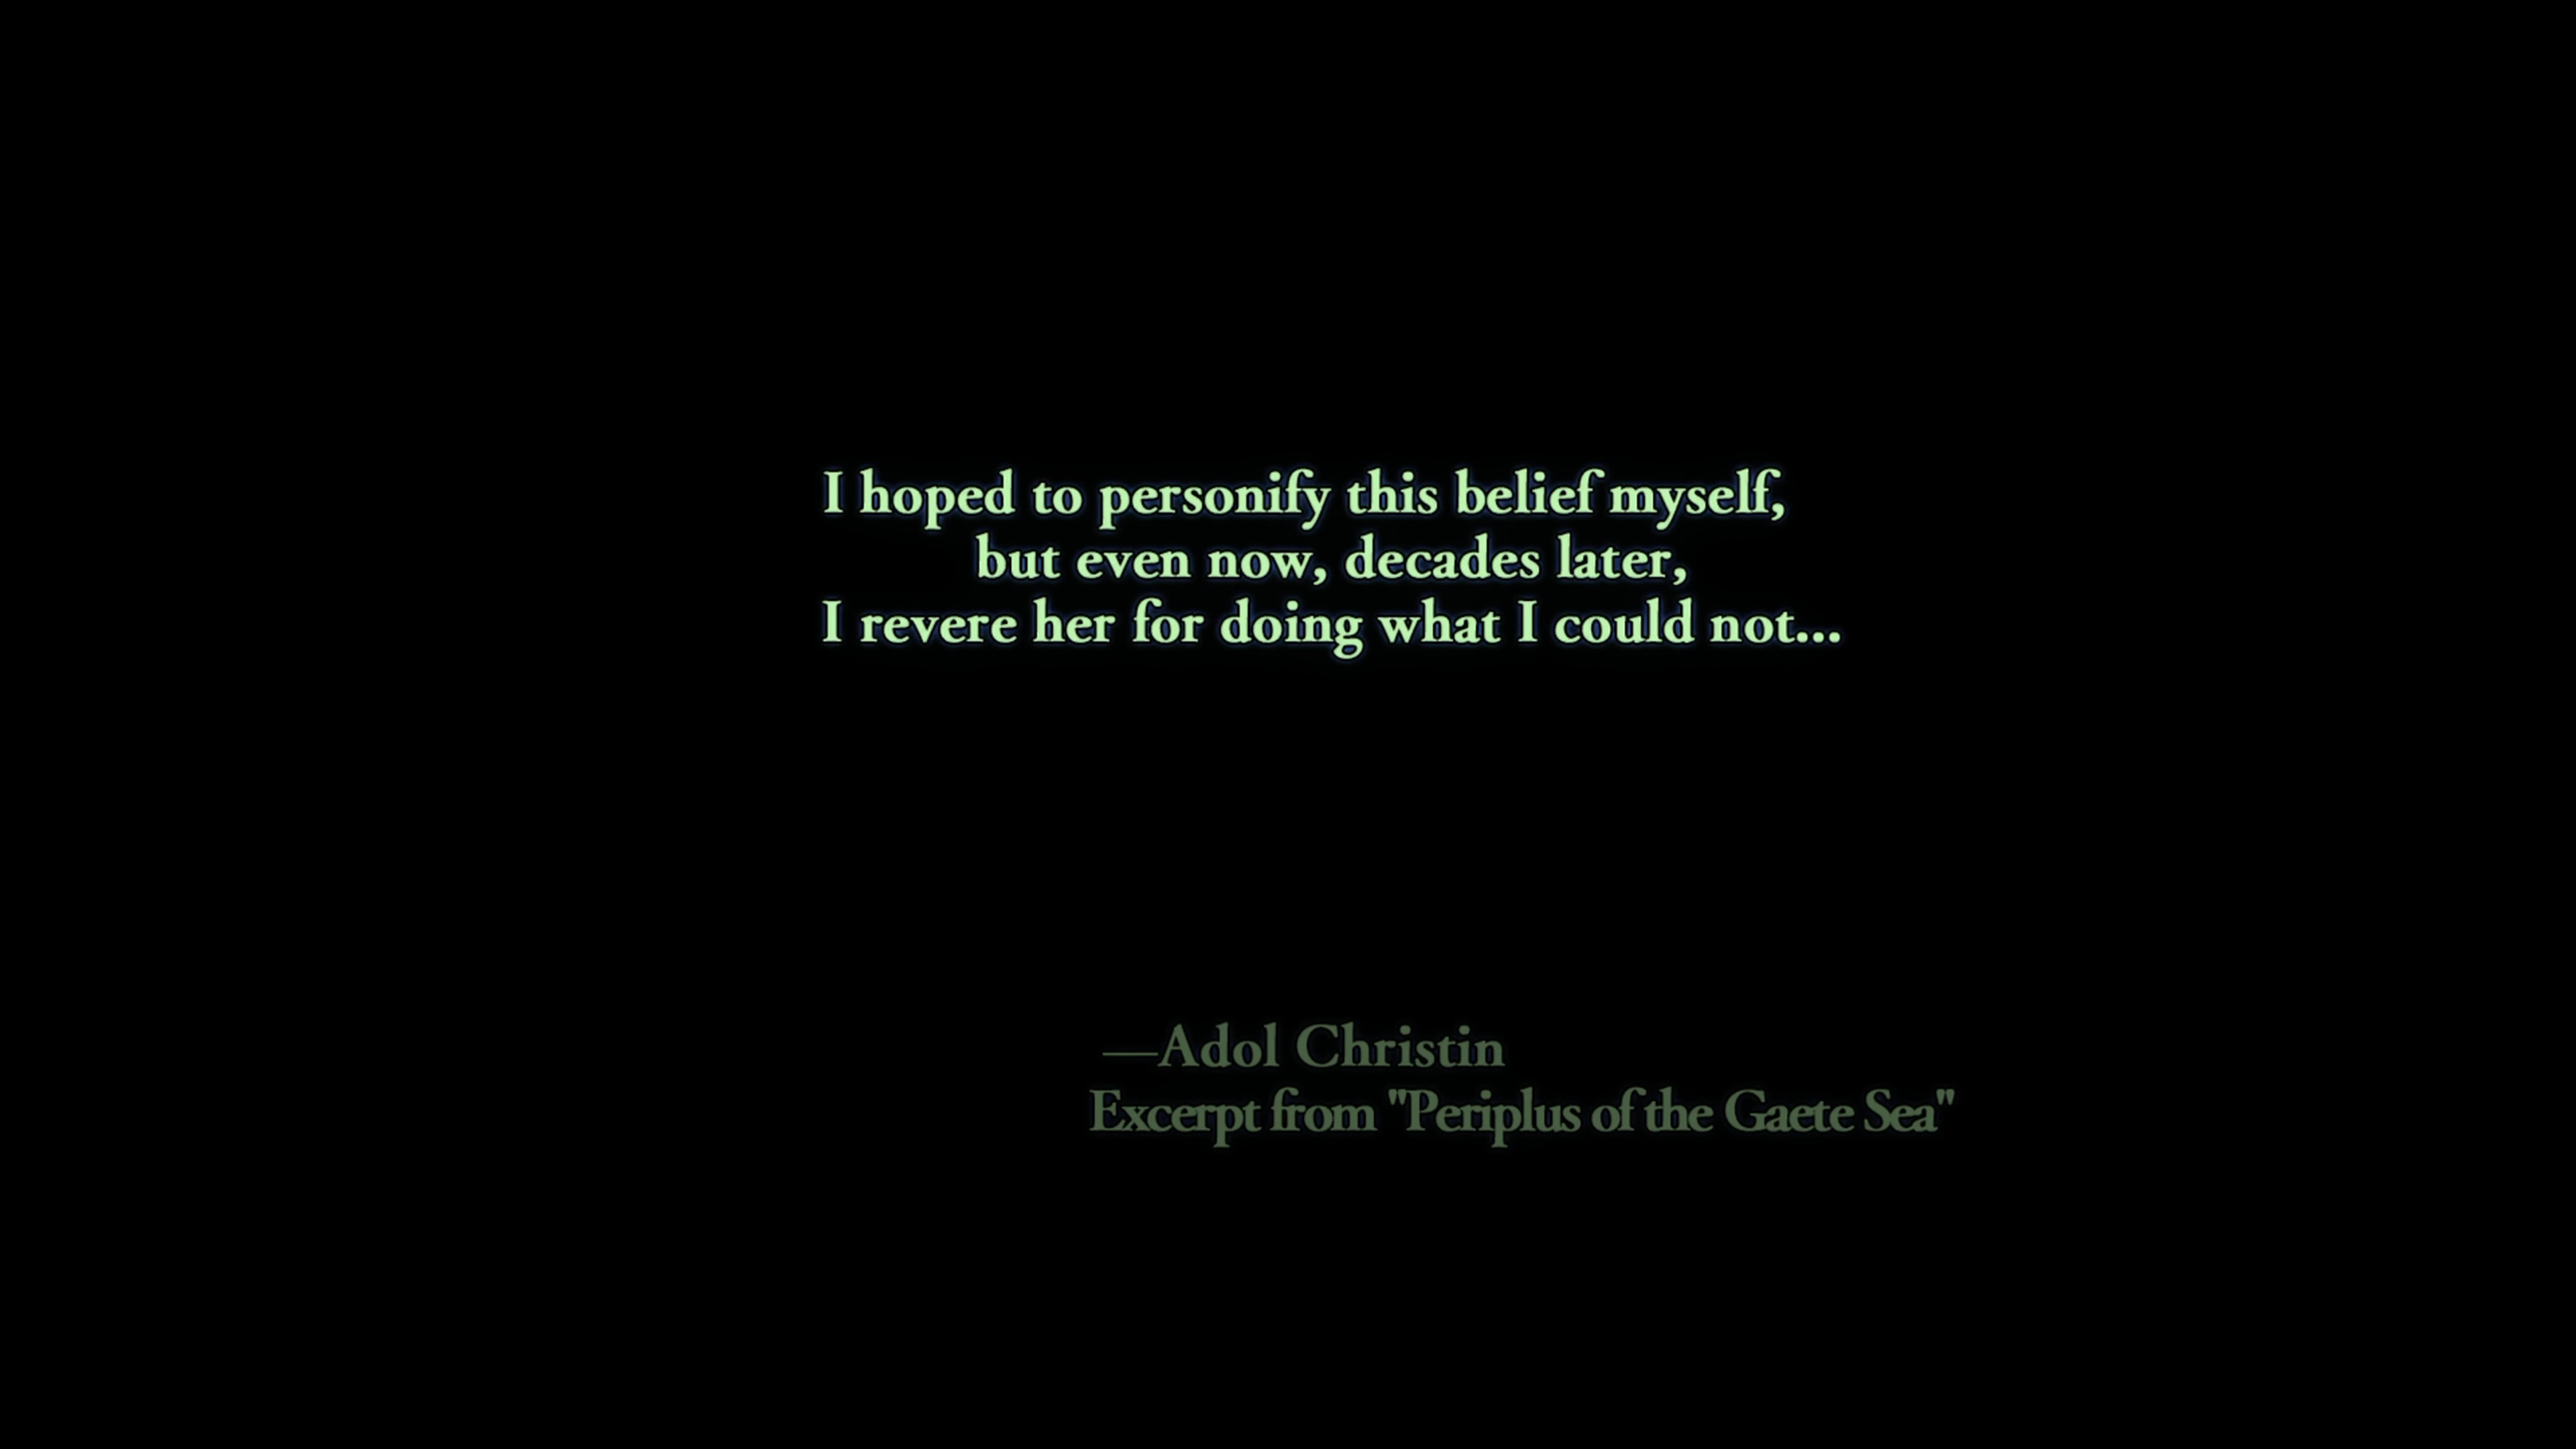 I hoped to personify this belief myself,
but even now, decades later,
I revere her for doing what I could not...
—Adol Christin
Excerpt from "Periplus of the Gaete Sea"